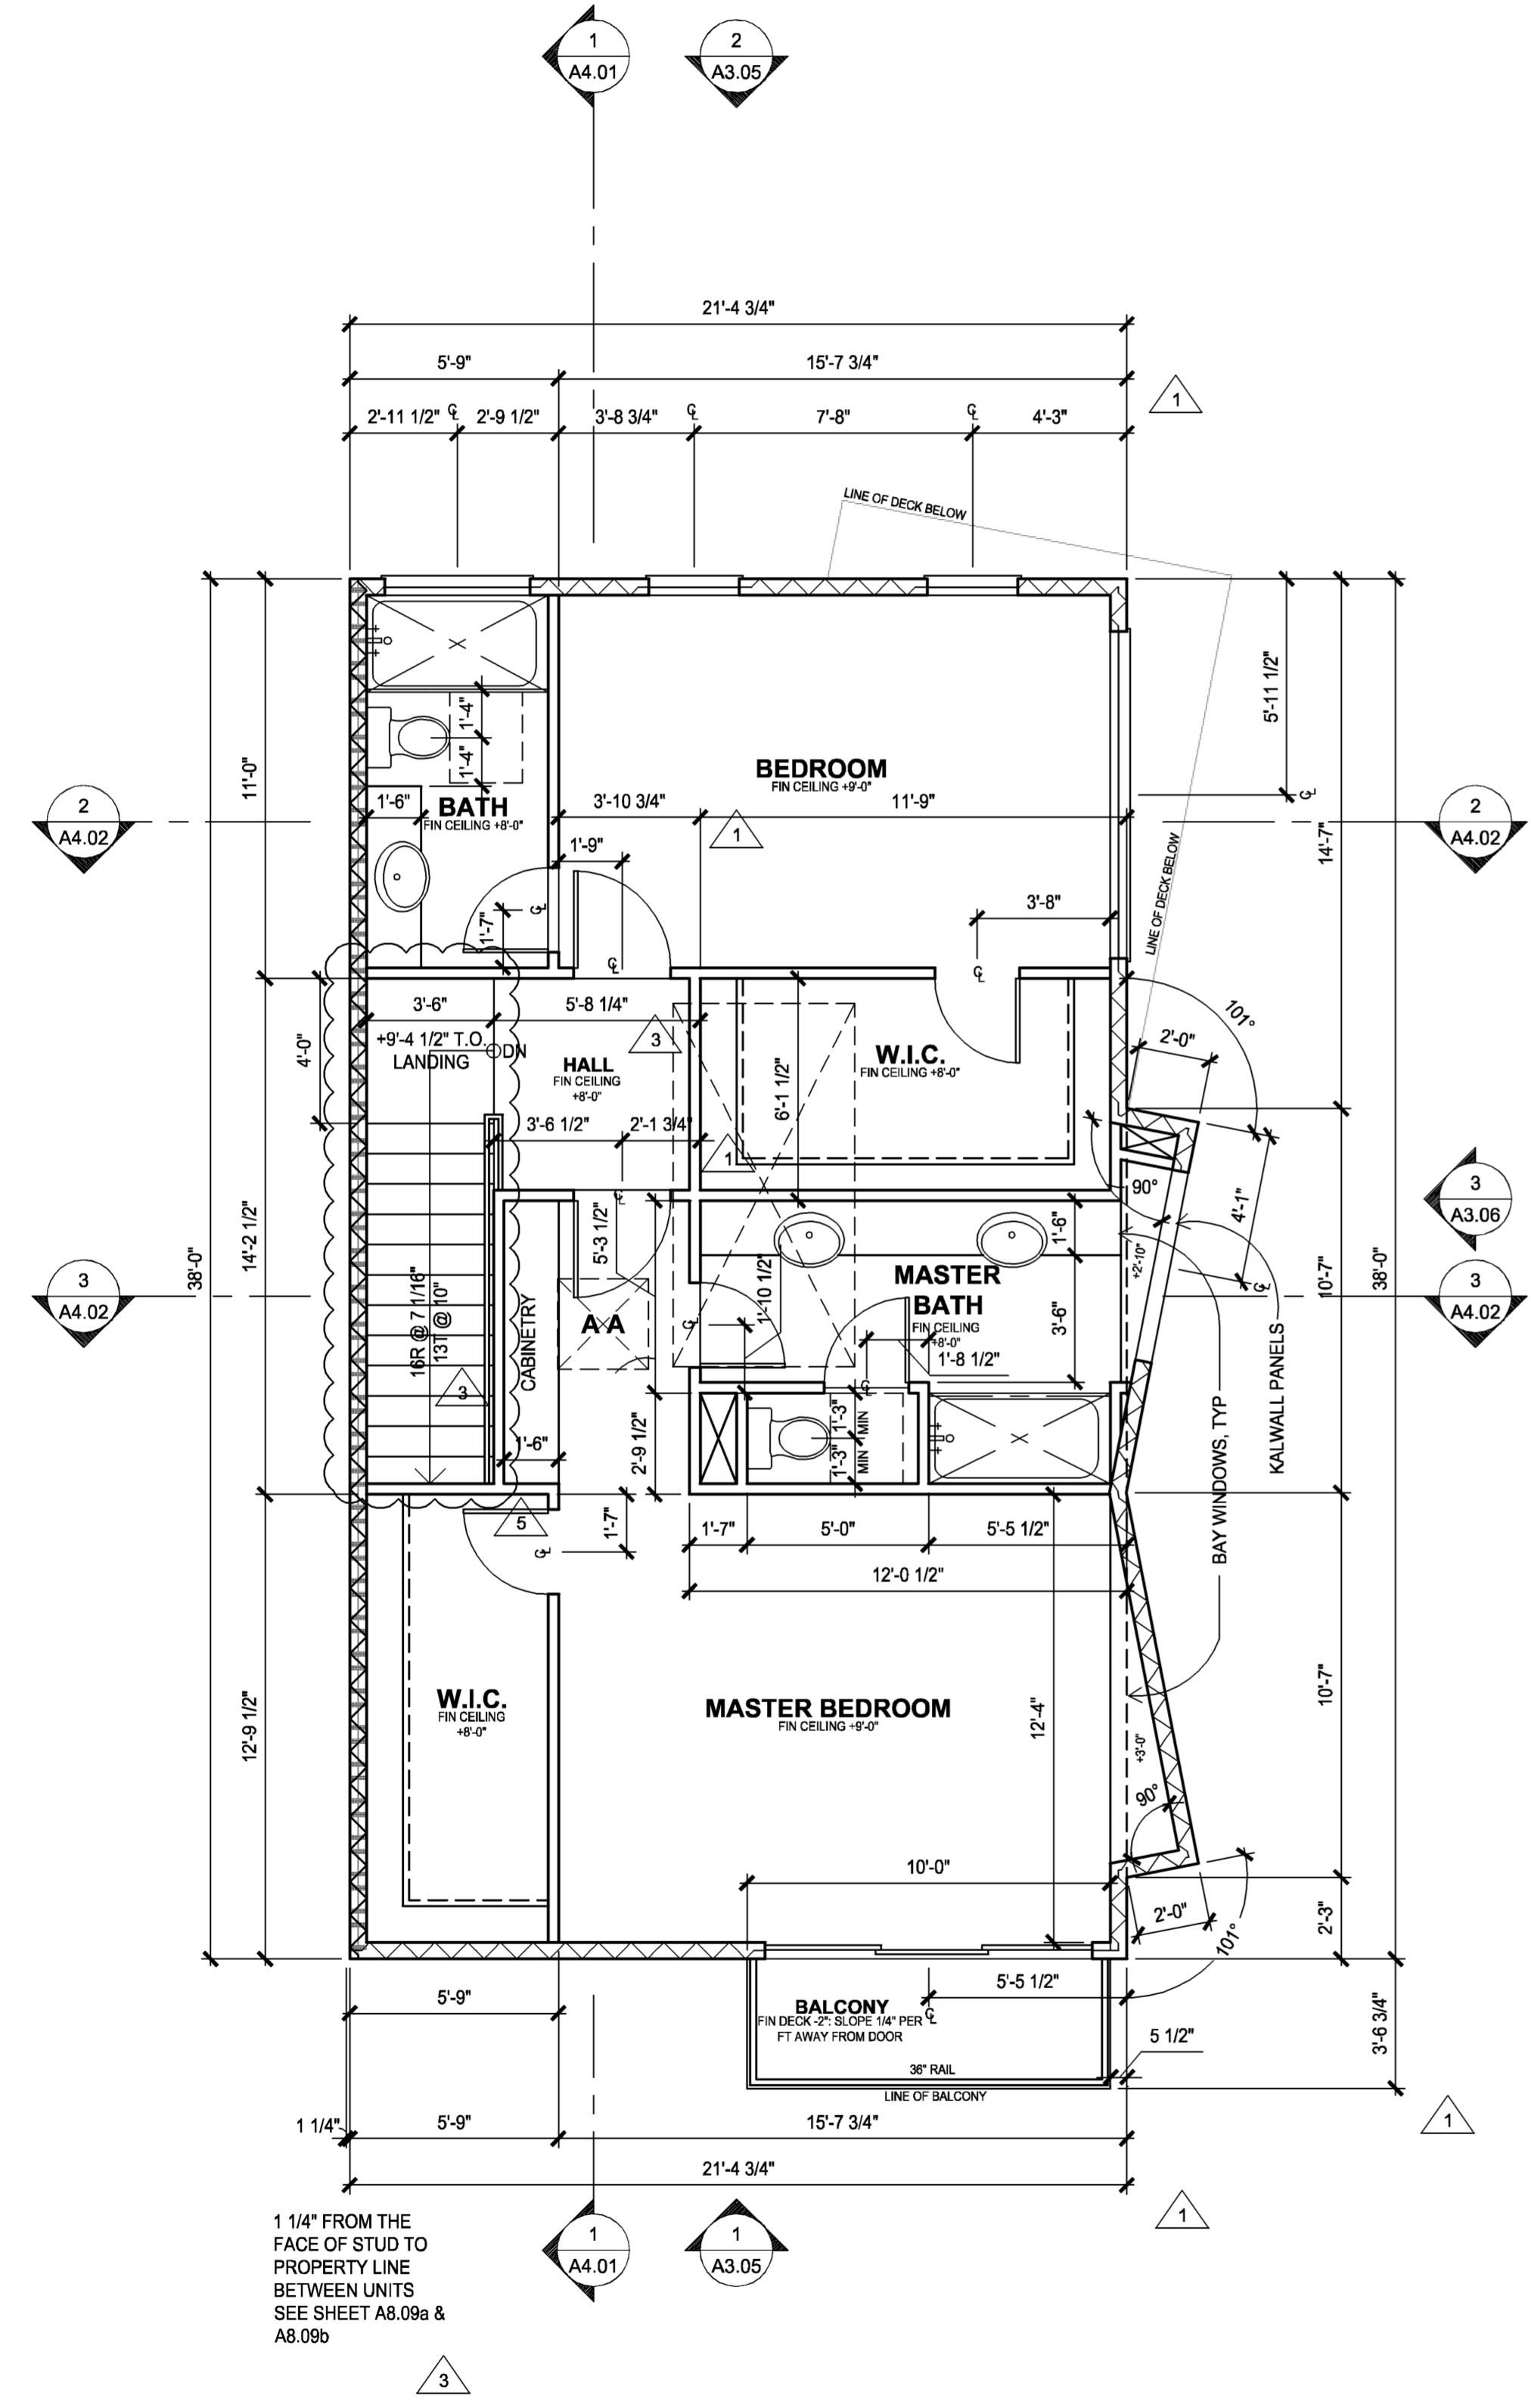 1
A4.01
2
A3.05
21'-4 3/4"
5'-9"
15'-7 3/4"
1
2'-11 1/2"
℄
2'-9 1/2"
3'-8 3/4"
℄
7'-8"
℄
4'-3"
LINE OF DECK BELOW
5'-11 1/2"
1'-4"
1'-4"
11'-0"
BEDROOM
FIN CEILING +9'-0"
℄
2
A4.02
1'-6"
BATH
FIN CEILING +8'-0"
3'-10 3/4"
1
11'-9"
14'-7"
2
A4.02
1'-9"
1'-7"
℄
3'-8"
LINE OF DECK BELOW
℄
℄
3'-6"
5'-8 1/4"
101°
4'-0"
+9'-4 1/2" T.O.
LANDING
DN
HALL
FIN CEILING
+8'-0"
3
W.I.C.
FIN CEILING +8'-0"
2'-0"
6'-1 1/2"
3'-6 1/2"
2'-1 3/4"
1
90°
4'-1"
3
A3.06
℄
14'-2 1/2"
38'-0"
5'-3 1/2"
1'-6"
+2'-10"
10'-7"
38'-0"
3
A4.02
16R @ 7 1/16"
13T @ 10"
CABINETRY
AA
1'-10 1/2"
℄
MASTER
BATH
FIN CEILING
+8'-0"
3'-6"
℄
3
A4.02
1'-8 1/2"
3
℄
BAY WINDOWS, TYP
KALWALL PANELS
1'-6"
2'-9 1/2"
1'-3"
MIN
1'-3"
MIN
5
1'-7"
℄
1'-7"
5'-0"
5'-5 1/2"
12'-0 1/2"
12'-9 1/2"
W.I.C.
FIN CEILING
+8'-0"
MASTER BEDROOM
FIN CEILING +9'-0"
12'-4"
10'-7"
+3'-0"
90°
10'-0"
2'-0"
101°
2'-3"
5'-9"
5'-5 1/2"
BALCONY
FIN DECK -2": SLOPE 1/4" PER
FT AWAY FROM DOOR
℄
5 1/2"
3'-6 3/4"
36" RAIL
LINE OF BALCONY
1
1 1/4"
5'-9"
15'-7 3/4"
21'-4 3/4"
1
1 1/4" FROM THE
FACE OF STUD TO
PROPERTY LINE
BETWEEN UNITS
SEE SHEET A8.09a &
A8.09b
1
A4.01
1
A3.05
3